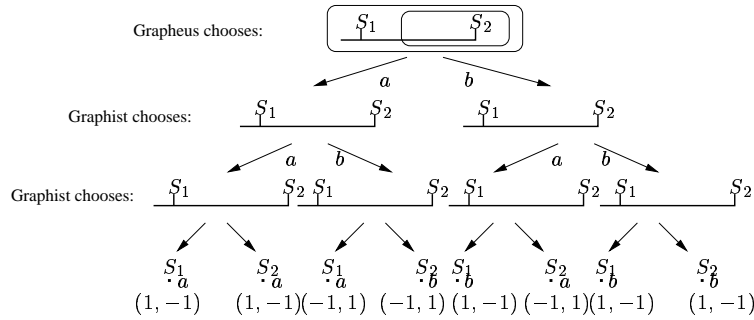 Grapheus chooses: S1 S2
a b
Graphist chooses: S1 S2 S1 S2
a b a b
Graphist chooses: S1 S2 S1 S2 S1 S2 S1 S2
S1 S2 S1 S2 S1 S2 S1 S2
a a a b b a b b
(1, −1) (1, −1) (−1, 1) (−1, 1) (1, −1) (−1, 1) (1, −1) (1, −1)